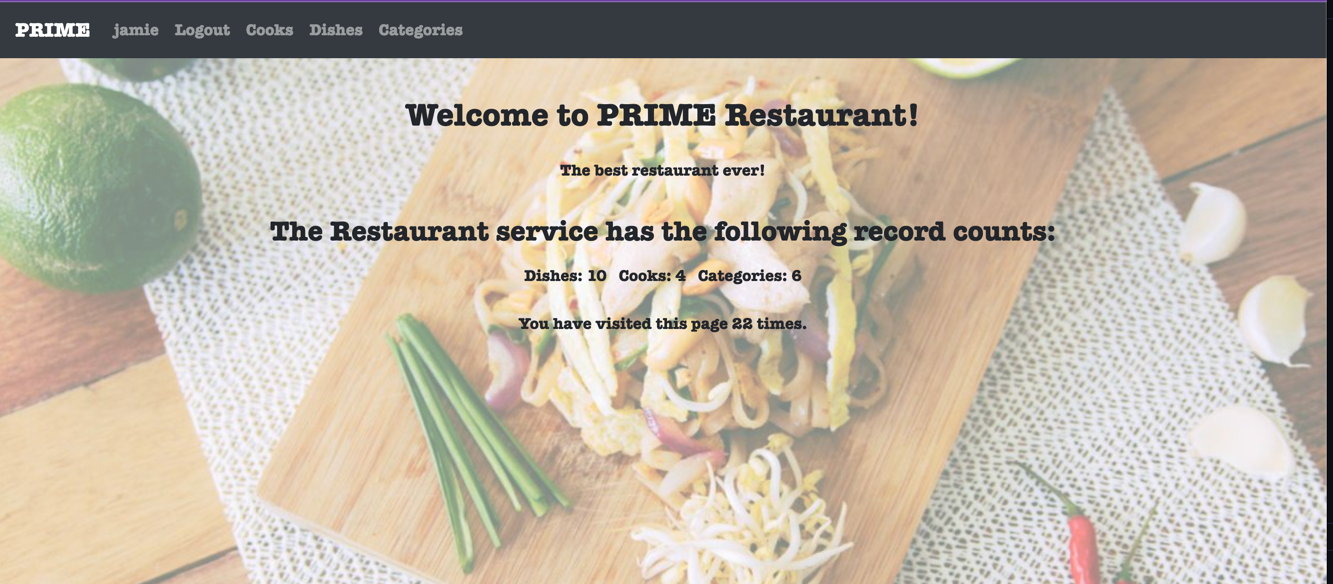 PRIME jamie Logout Cooks Dishes Categories
Welcome to PRIME Restaurant!
The best restaurant ever!
The Restaurant service has the following record counts:
Dishes: 10 Cooks: 4 Categories: 6
You have visited this page 22 times.